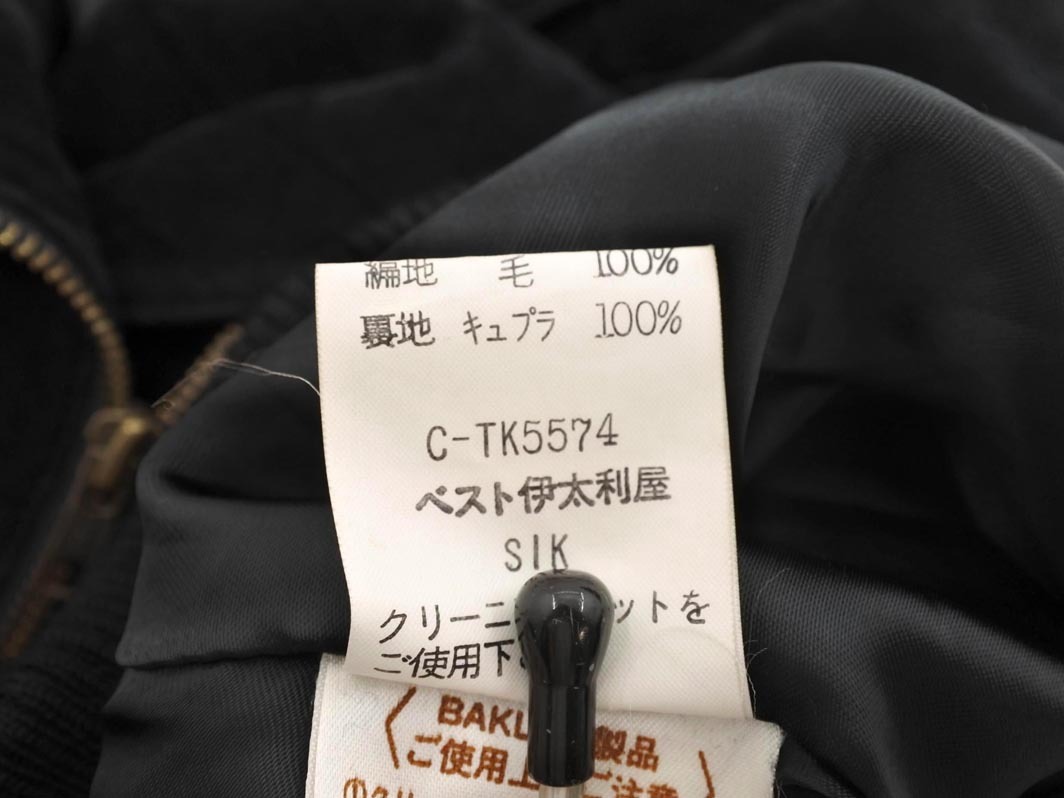 編地 毛 100%
裏地 キュプラ 100%
C-TK5574
ベスト伊太利屋
SIK
クリーニ ットを
ご使用下
BAKU 製品
ご使用上 ご注意